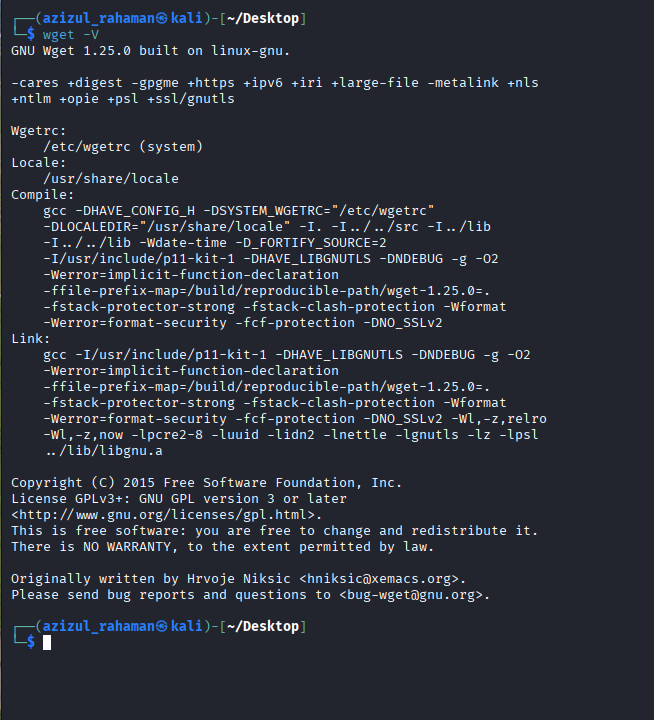 ┌──(azizul_rahaman㉿kali)-[~/Desktop]
└─$ wget -V
GNU Wget 1.25.0 built on linux-gnu.

-cares +digest -gpgme +https +ipv6 +iri +large-file -metalink +nls
+ntlm +opie +psl +ssl/gnutls

Wgetrc:
    /etc/wgetrc (system)
Locale:
    /usr/share/locale
Compile:
    gcc -DHAVE_CONFIG_H -DSYSTEM_WGETRC="/etc/wgetrc"
    -DLOCALEDIR="/usr/share/locale" -I. -I../../src -I../lib
    -I../../lib -Wdate-time -D_FORTIFY_SOURCE=2
    -I/usr/include/p11-kit-1 -DHAVE_LIBGNUTLS -DNDEBUG -g -O2
    -Werror=implicit-function-declaration
    -ffile-prefix-map=/build/reproducible-path/wget-1.25.0=.
    -fstack-protector-strong -fstack-clash-protection -Wformat
    -Werror=format-security -fcf-protection -DNO_SSLv2
Link:
    gcc -I/usr/include/p11-kit-1 -DHAVE_LIBGNUTLS -DNDEBUG -g -O2
    -Werror=implicit-function-declaration
    -ffile-prefix-map=/build/reproducible-path/wget-1.25.0=.
    -fstack-protector-strong -fstack-clash-protection -Wformat
    -Werror=format-security -fcf-protection -DNO_SSLv2 -Wl,-z,relro
    -Wl,-z,now -lpcre2-8 -luuid -lidn2 -lnettle -lgnutls -lz -lpsl
    ../lib/libgnu.a

Copyright (C) 2015 Free Software Foundation, Inc.
License GPLv3+: GNU GPL version 3 or later
<http://www.gnu.org/licenses/gpl.html>.
This is free software: you are free to change and redistribute it.
There is NO WARRANTY, to the extent permitted by law.

Originally written by Hrvoje Niksic <hniksic@xemacs.org>.
Please send bug reports and questions to <bug-wget@gnu.org>.

┌──(azizul_rahaman㉿kali)-[~/Desktop]
└─$